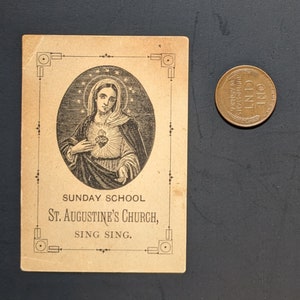 SUNDAY SCHOOL
ST. AUGUSTINE'S CHURCH,
SING SING.
ONE
CENT